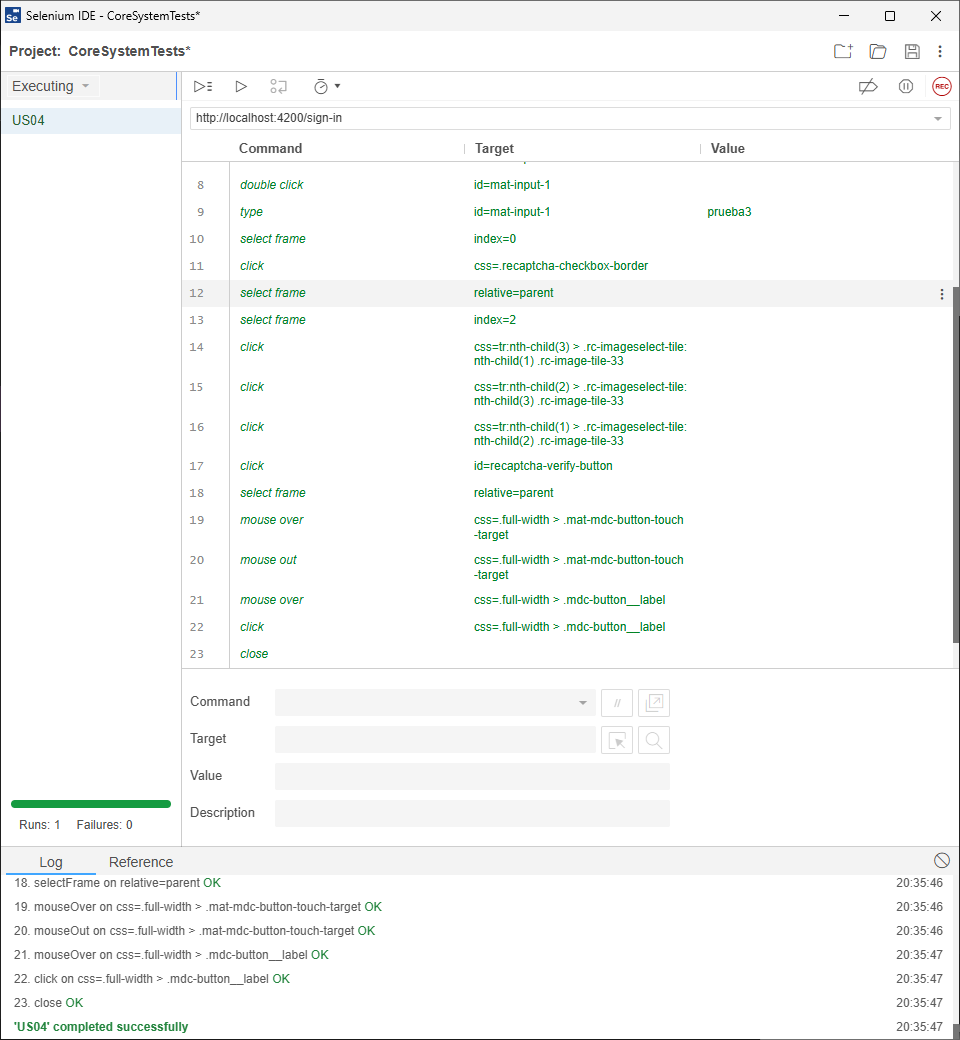 Selenium IDE - CoreSystemTests*
Project: CoreSystemTests*
Executing
US04
REC
http://localhost:4200/sign-in
Command Target Value
8 double click id=mat-input-1
9 type id=mat-input-1 prueba3
10 select frame index=0
11 click css=.recaptcha-checkbox-border
12 select frame relative=parent
13 select frame index=2
14 click css=tr:nth-child(3) > .rc-imageselect-tile:
nth-child(1) .rc-image-tile-33
15 click css=tr:nth-child(2) > .rc-imageselect-tile:
nth-child(3) .rc-image-tile-33
16 click css=tr:nth-child(1) > .rc-imageselect-tile:
nth-child(2) .rc-image-tile-33
17 click id=recaptcha-verify-button
18 select frame relative=parent
19 mouse over css=.full-width > .mat-mdc-button-touch
-target
20 mouse out css=.full-width > .mat-mdc-button-touch
-target
21 mouse over css=.full-width > .mdc-button__label
22 click css=.full-width > .mdc-button__label
23 close
Command //
Target
Value
Description
Runs: 1 Failures: 0
Log Reference
18. selectFrame on relative=parent OK 20:35:46
19. mouseOver on css=.full-width > .mat-mdc-button-touch-target OK 20:35:46
20. mouseOut on css=.full-width > .mat-mdc-button-touch-target OK 20:35:46
21. mouseOver on css=.full-width > .mdc-button__label OK 20:35:47
22. click on css=.full-width > .mdc-button__label OK 20:35:47
23. close OK 20:35:47
'US04' completed successfully 20:35:47